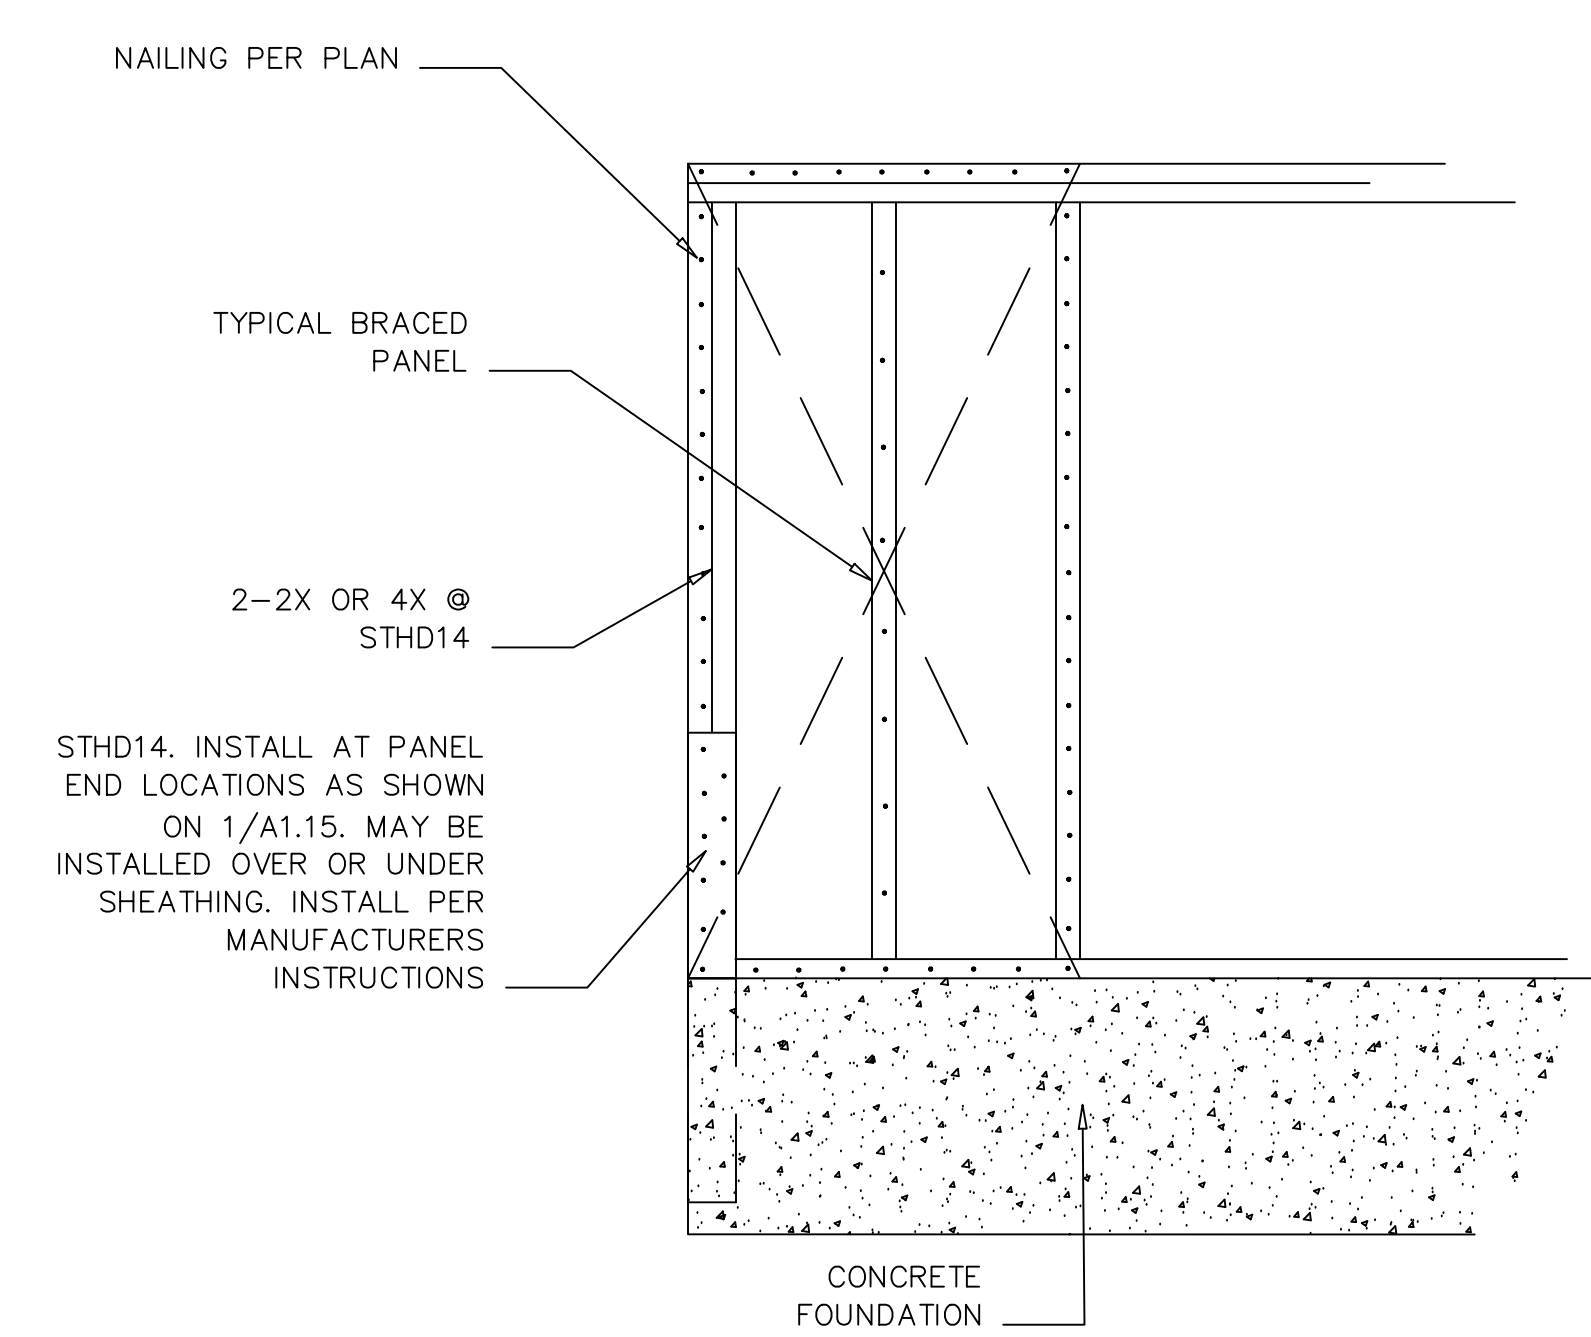 NAILING PER PLAN
TYPICAL BRACED
PANEL
2-2X OR 4X @
STHD14
STHD14. INSTALL AT PANEL
END LOCATIONS AS SHOWN
ON 1/A1.15. MAY BE
INSTALLED OVER OR UNDER
SHEATHING. INSTALL PER
MANUFACTURERS
INSTRUCTIONS
CONCRETE
FOUNDATION